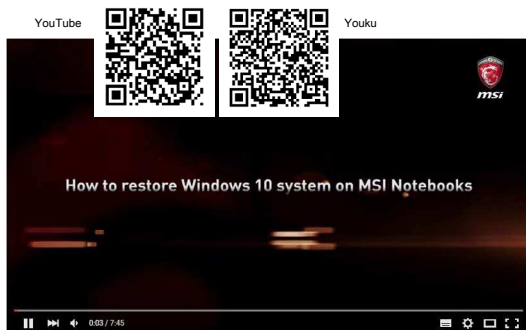 YouTube
Youku
msi
How to restore Windows 10 system on MSI Notebooks
0:03 / 7:45